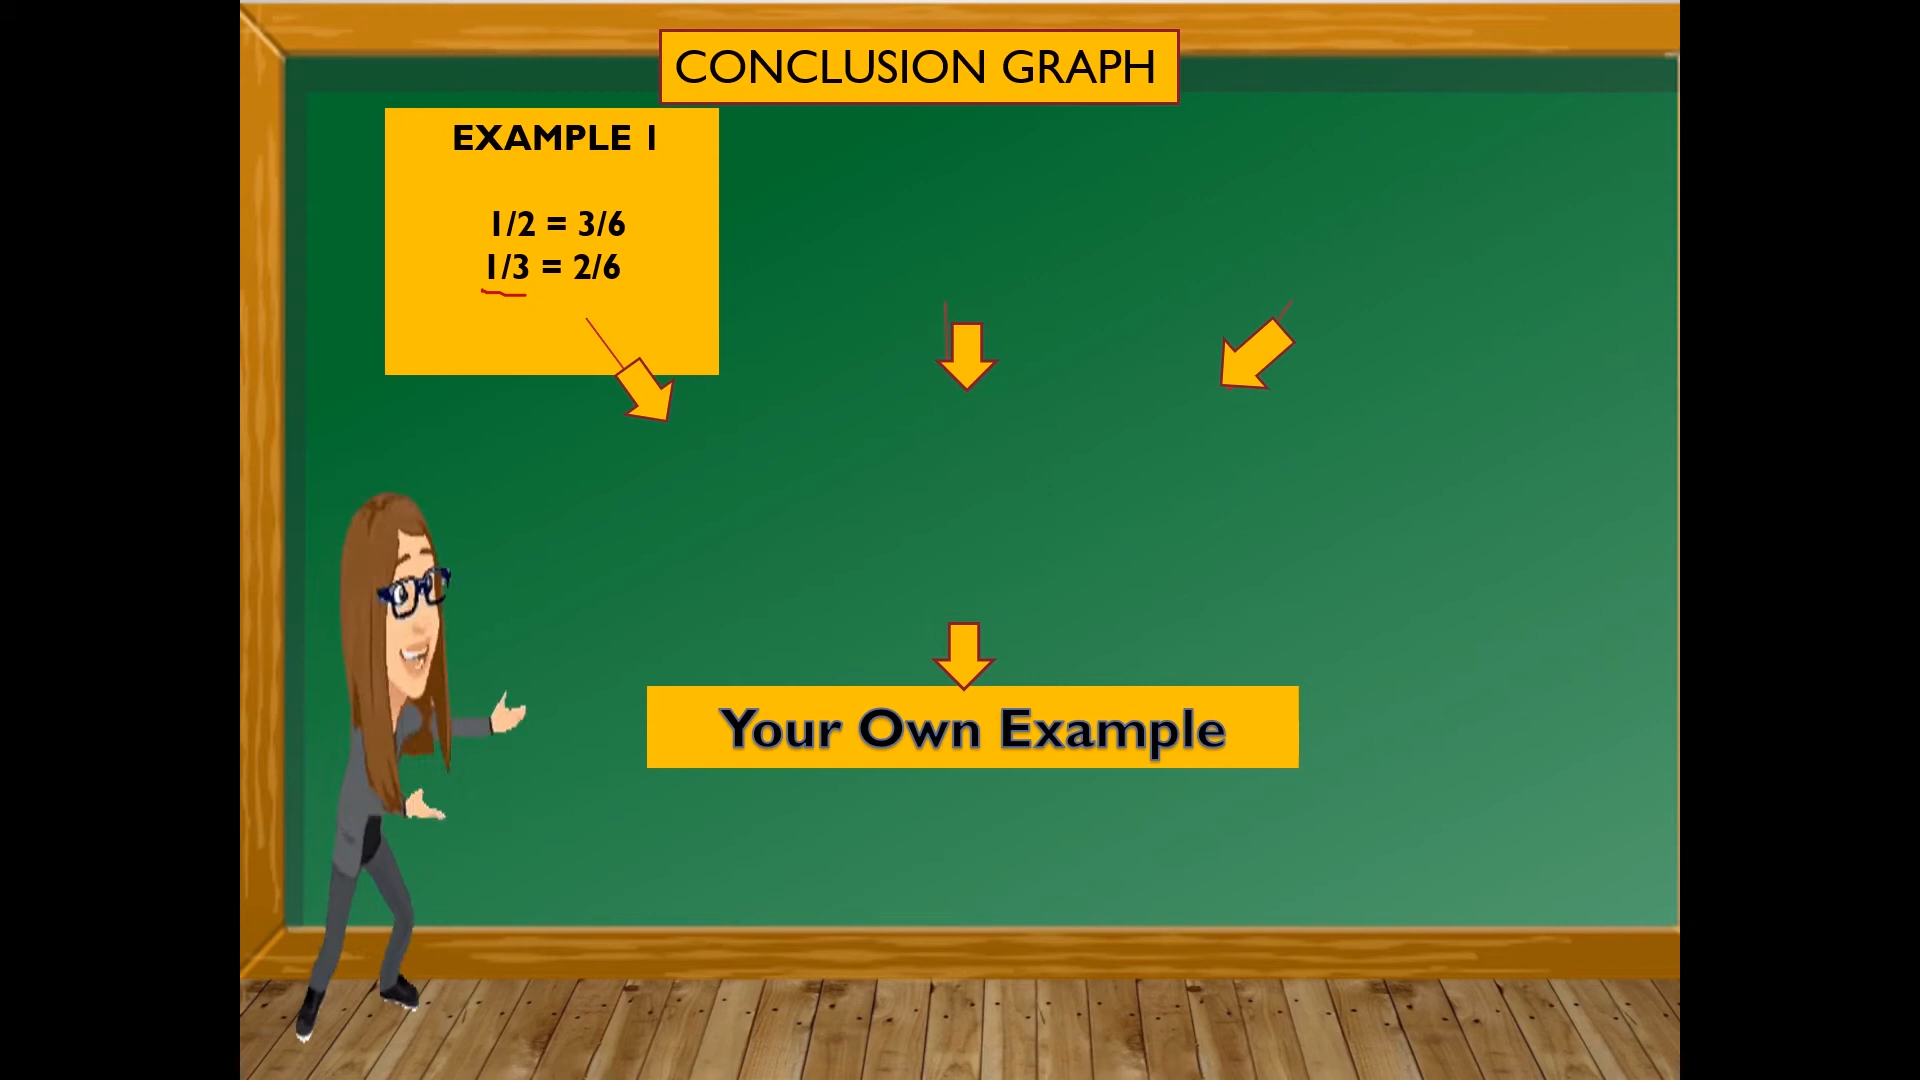 CONCLUSION GRAPH
EXAMPLE 1
1/2 = 3/6
1/3 = 2/6
Your Own Example